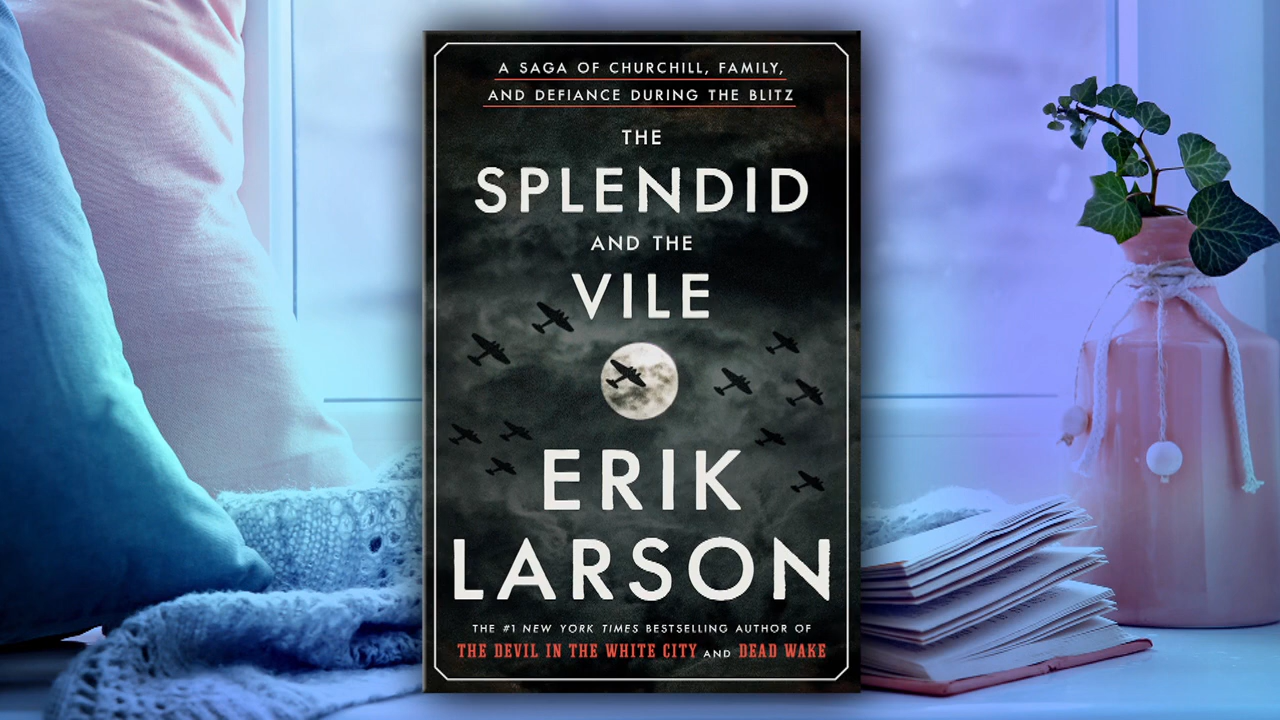 A SAGA OF CHURCHILL, FAMILY,
AND DEFIANCE DURING THE BLITZ
THE
SPLENDID
AND THE
VILE
ERIK
LARSON
THE #1 NEW YORK TIMES BESTSELLING AUTHOR OF
THE DEVIL IN THE WHITE CITY AND DEAD WAKE